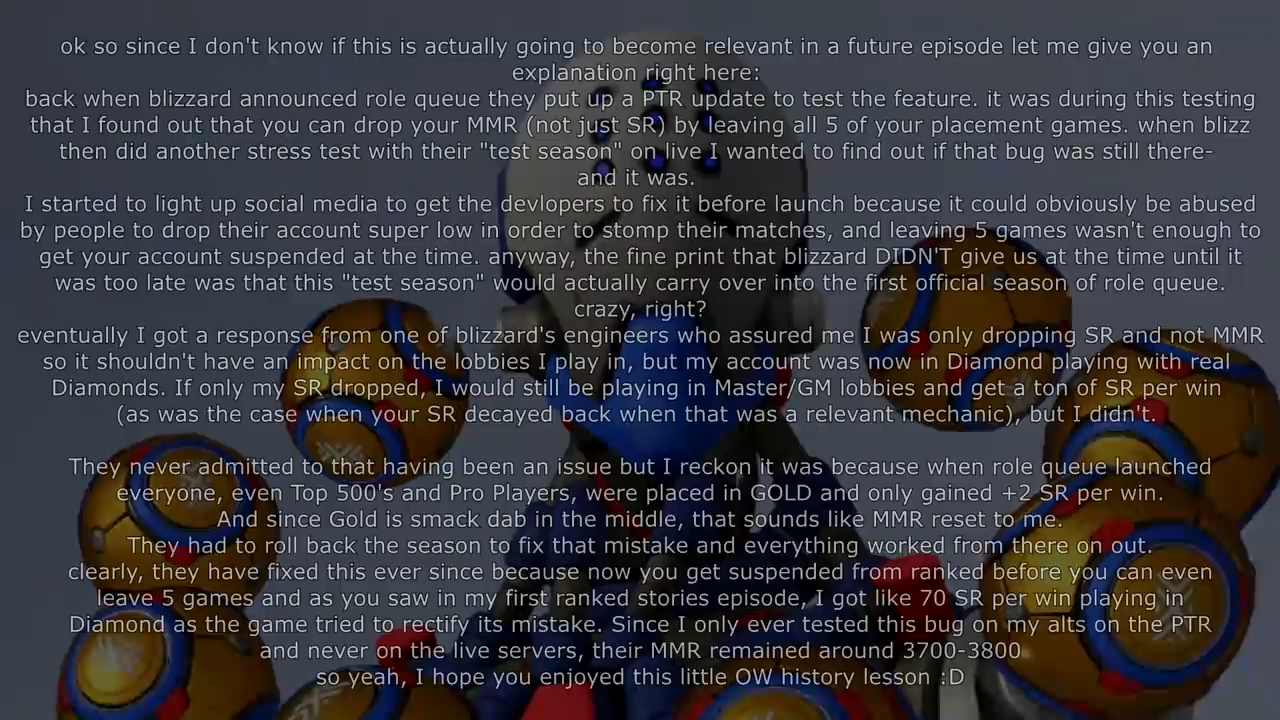 ok so since I don't know if this is actually going to become relevant in a future episode let me give you an
explanation right here:
back when blizzard announced role queue they put up a PTR update to test the feature. it was during this testing
that I found out that you can drop your MMR (not just SR) by leaving all 5 of your placement games. when blizz
then did another stress test with their "test season" on live I wanted to find out if that bug was still there-
and it was.
I started to light up social media to get the devlopers to fix it before launch because it could obviously be abused
by people to drop their account super low in order to stomp their matches, and leaving 5 games wasn't enough to
get your account suspended at the time. anyway, the fine print that blizzard DIDN'T give us at the time until it
was too late was that this "test season" would actually carry over into the first official season of role queue.
crazy, right?
eventually I got a response from one of blizzard's engineers who assured me I was only dropping SR and not MMR
so it shouldn't have an impact on the lobbies I play in, but my account was now in Diamond playing with real
Diamonds. If only my SR dropped, I would still be playing in Master/GM lobbies and get a ton of SR per win
(as was the case when your SR decayed back when that was a relevant mechanic), but I didn't.
They never admitted to that having been an issue but I reckon it was because when role queue launched
everyone, even Top 500's and Pro Players, were placed in GOLD and only gained +2 SR per win.
And since Gold is smack dab in the middle, that sounds like MMR reset to me.
They had to roll back the season to fix that mistake and everything worked from there on out.
clearly, they have fixed this ever since because now you get suspended from ranked before you can even
leave 5 games and as you saw in my first ranked stories episode, I got like 70 SR per win playing in
Diamond as the game tried to rectify its mistake. Since I only ever tested this bug on my alts on the PTR
and never on the live servers, their MMR remained around 3700-3800
so yeah, I hope you enjoyed this little OW history lesson :D